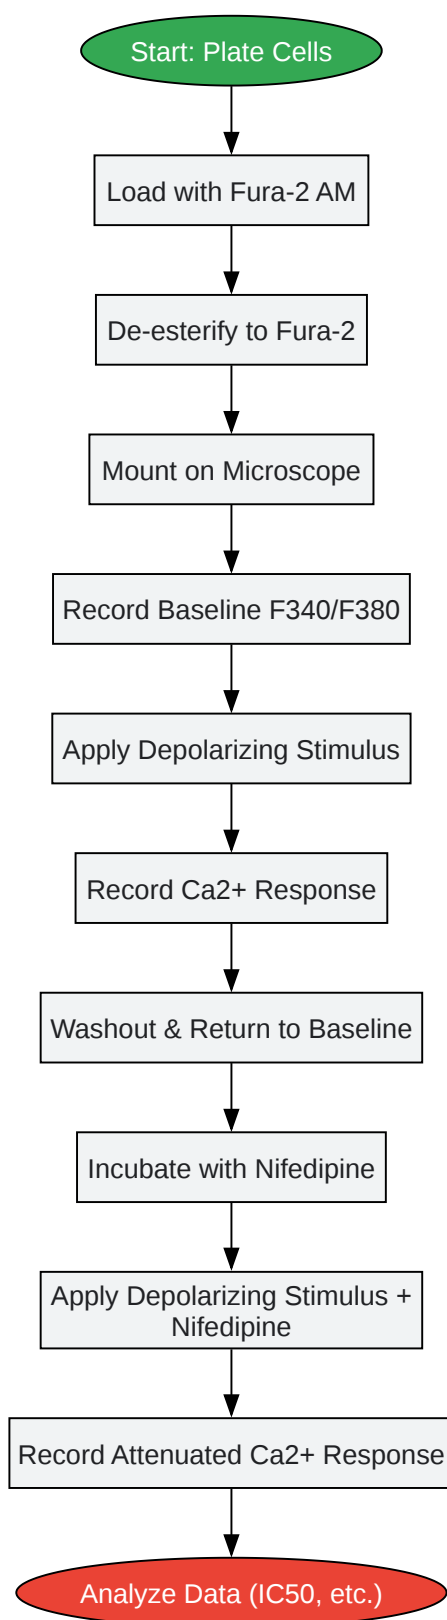 Start: Plate Cells
Load with Fura-2 AM
De-esterify to Fura-2
Mount on Microscope
Record Baseline F340/F380
Apply Depolarizing Stimulus
Record Ca2+ Response
Washout & Return to Baseline
Incubate with Nifedipine
Apply Depolarizing Stimulus +
Nifedipine
Record Attenuated Ca2+ Response
Analyze Data (IC50, etc.)